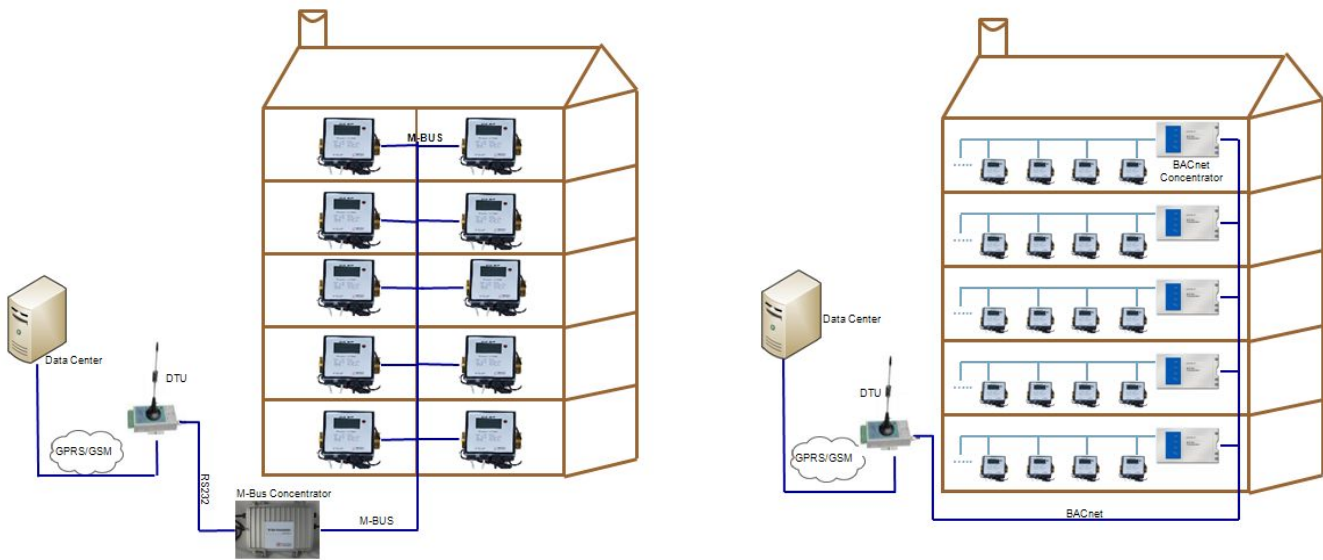 M-BUS
Data Center
DTU
GPRS/GSM
RS232
M-Bus Concentrator
M-BUS
BACnet
Concentrator
Data Center
DTU
GPRS/GSM
BACnet